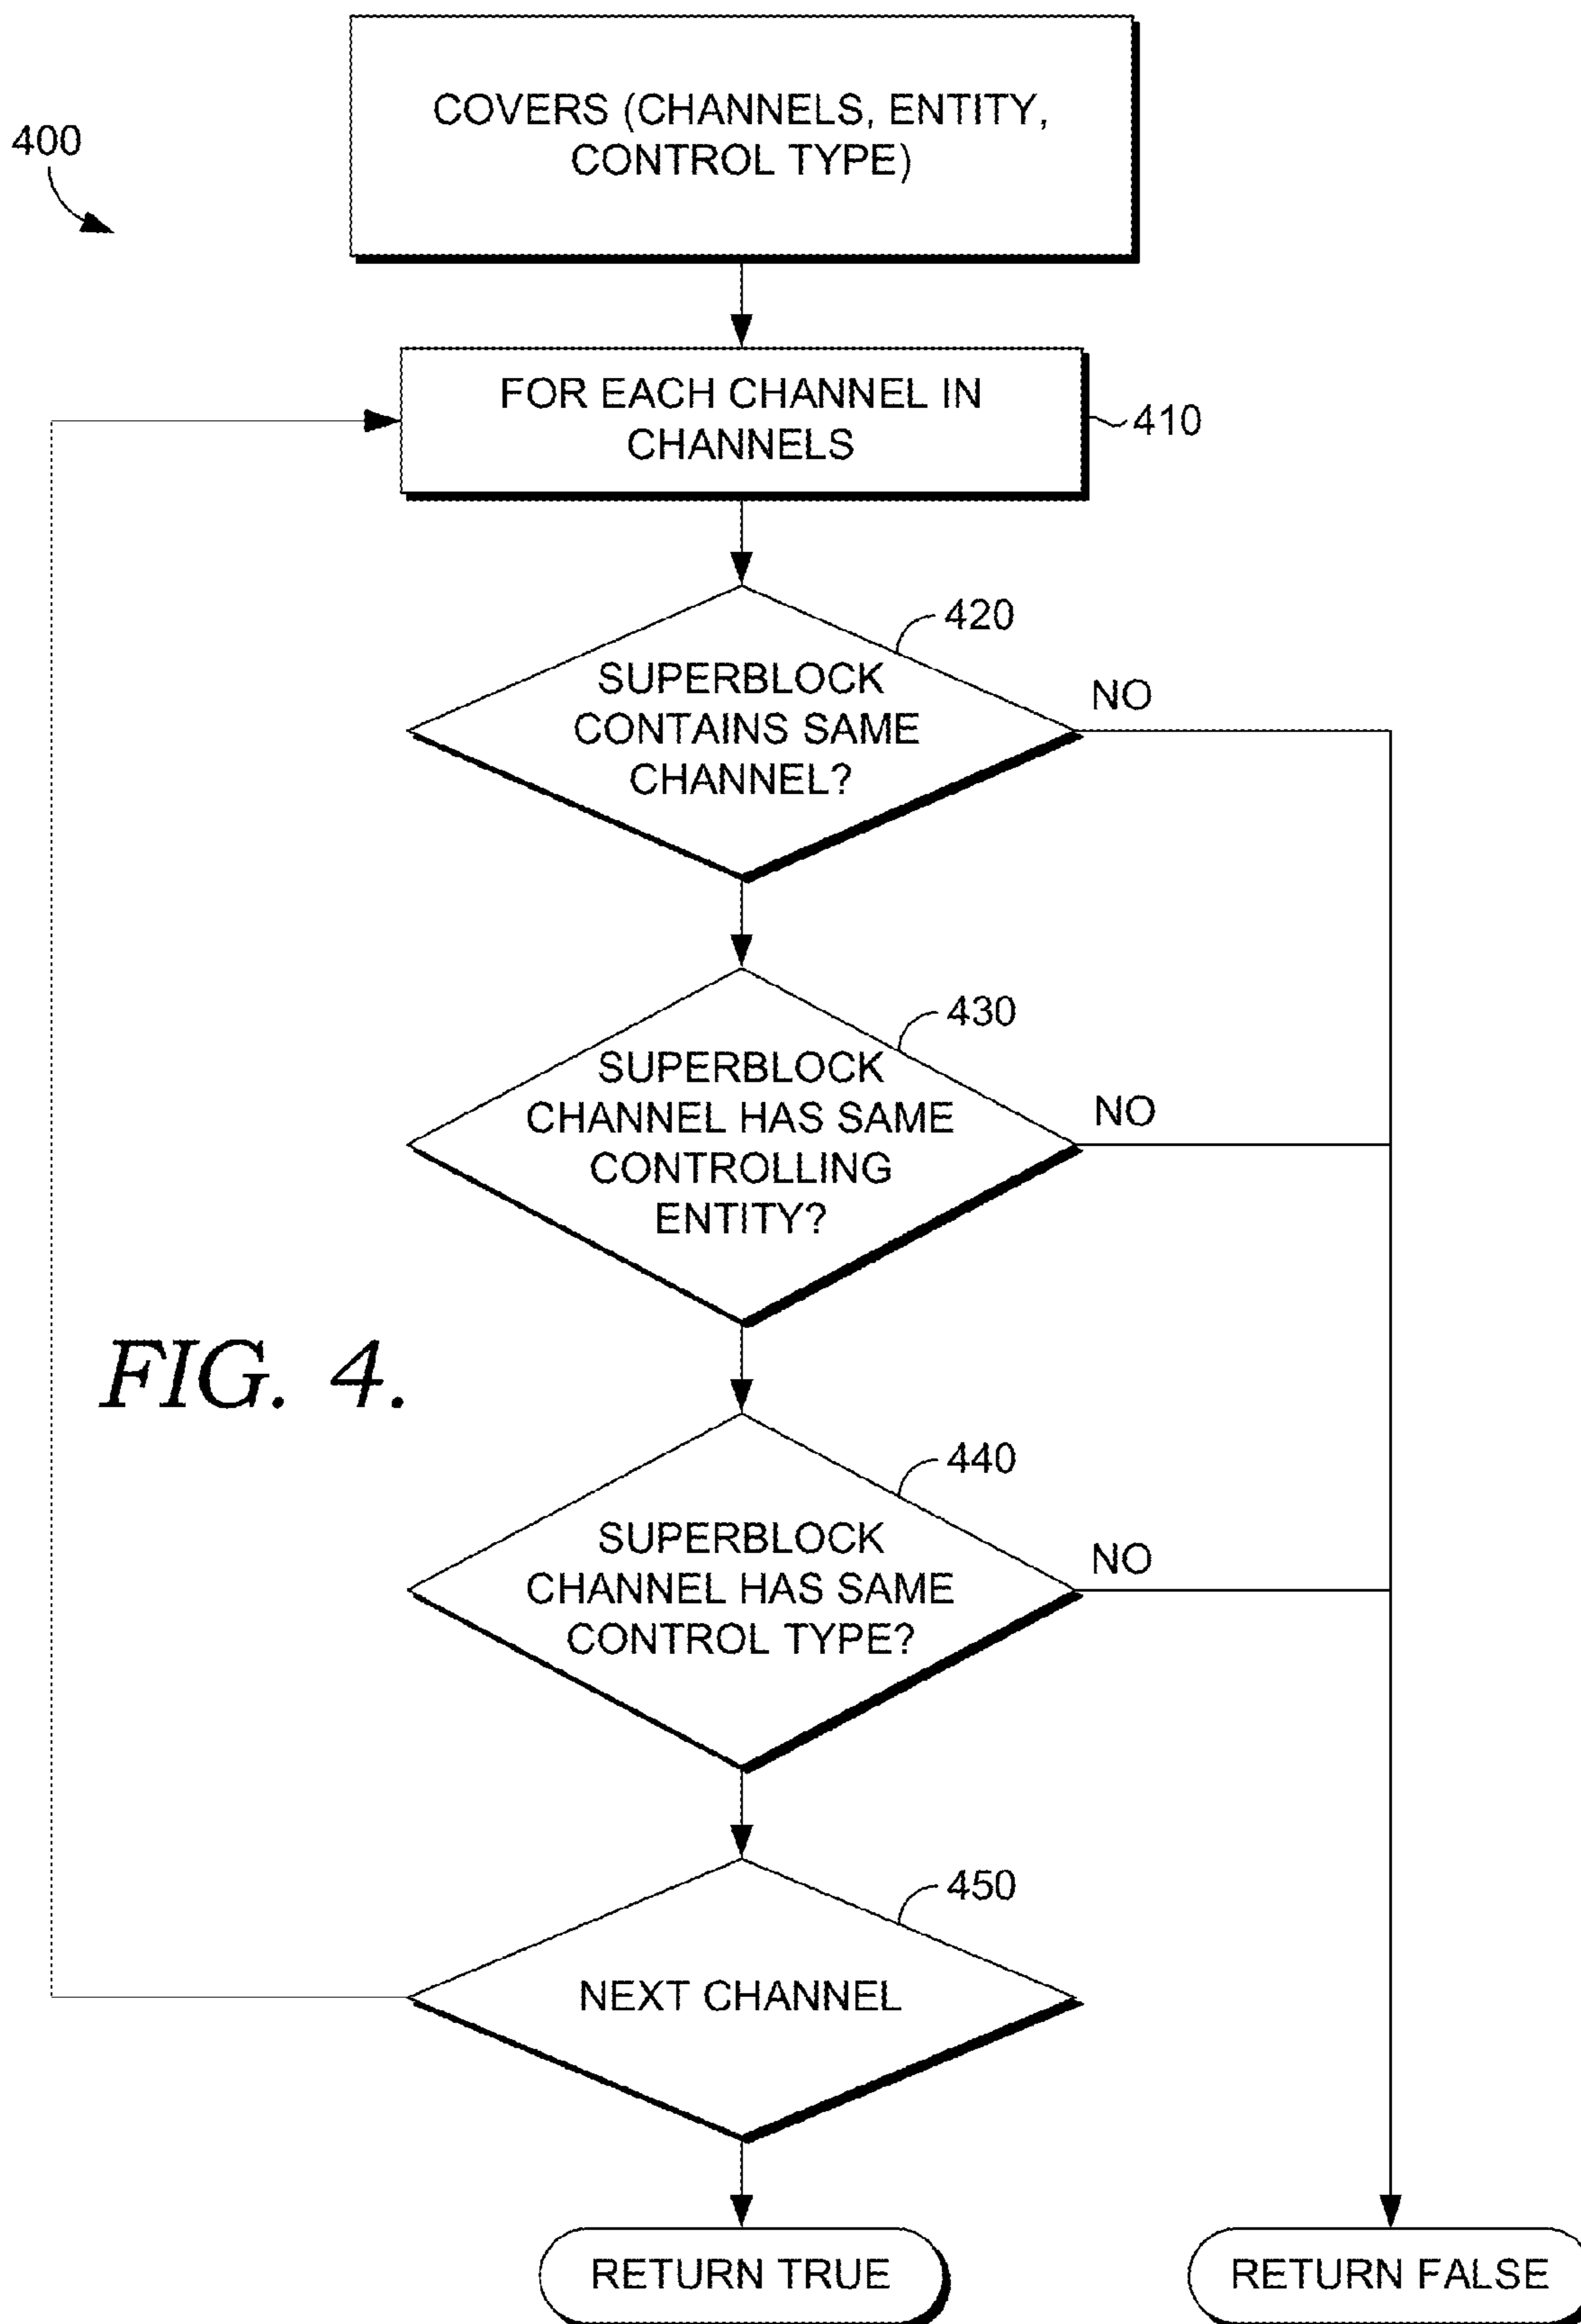 COVERS (CHANNELS, ENTITY,
CONTROL TYPE)
400
FOR EACH CHANNEL IN
CHANNELS
410
420
SUPERBLOCK
CONTAINS SAME
CHANNEL?
NO
430
SUPERBLOCK
CHANNEL HAS SAME
CONTROLLING
ENTITY?
NO
FIG. 4.
440
SUPERBLOCK
CHANNEL HAS SAME
CONTROL TYPE?
NO
450
NEXT CHANNEL
RETURN TRUE
RETURN FALSE